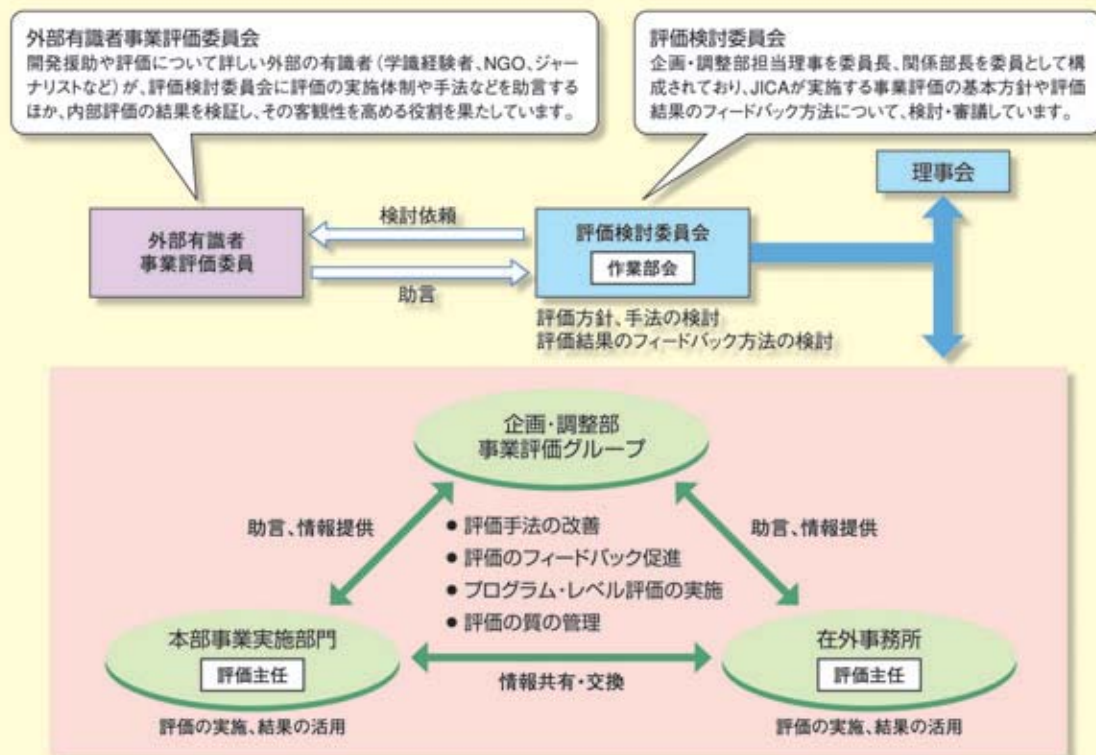 外部有識者事業評価委員会
開発援助や評価について詳しい外部の有識者(学識経験者、NGO、ジャー
ナリストなど)が、評価検討委員会に評価の実施体制や手法などを助言する
ほか、内部評価の結果を検証し、その客観性を高める役割を果たしています。
評価検討委員会
企画・調整部担当理事を委員長、関係部長を委員として構
成されており、JICAが実施する事業評価の基本方針や評価
結果のフィードバック方法について、検討・審議しています。
理事会
外部有識者
事業評価委員
検討依頼
助言
評価検討委員会
作業部会
評価方針、手法の検討
評価結果のフィードバック方法の検討
企画・調整部
事業評価グループ
助言、情報提供
● 評価手法の改善
● 評価のフィードバック促進
● プログラム・レベル評価の実施
● 評価の質の管理
助言、情報提供
本部事業実施部門
評価主任
評価の実施、結果の活用
情報共有・交換
在外事務所
評価主任
評価の実施、結果の活用